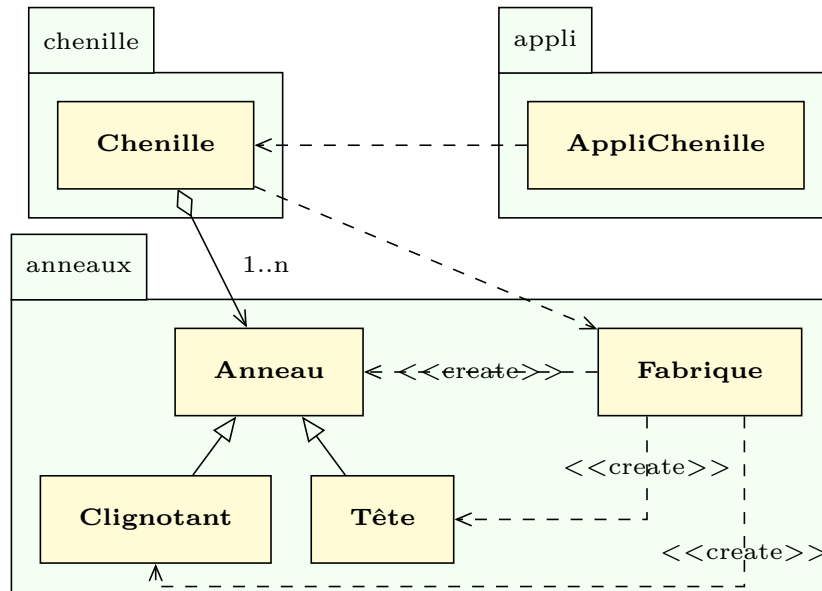 chenille
appli
Chenille
AppliChenille
1..n
anneaux
Anneau
<<create>>
Fabrique
<<create>>
Clignotant
Tête
<<create>>